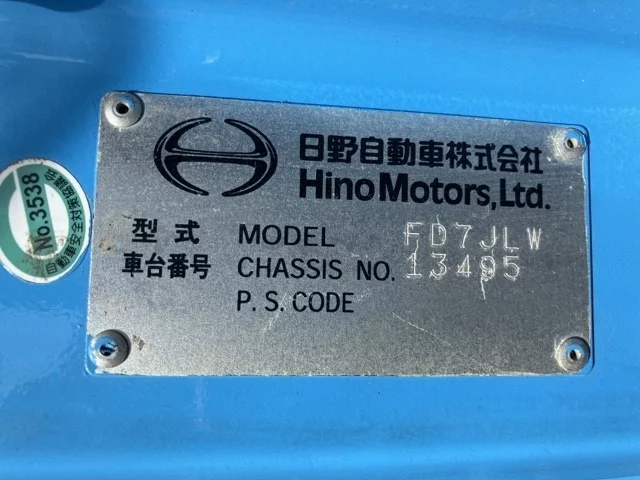 日野自動車株式会社
Hino Motors, Ltd.
型式 MODEL FD7JLW
車台番号 CHASSIS NO. 13495
P.S. CODE
No.3538